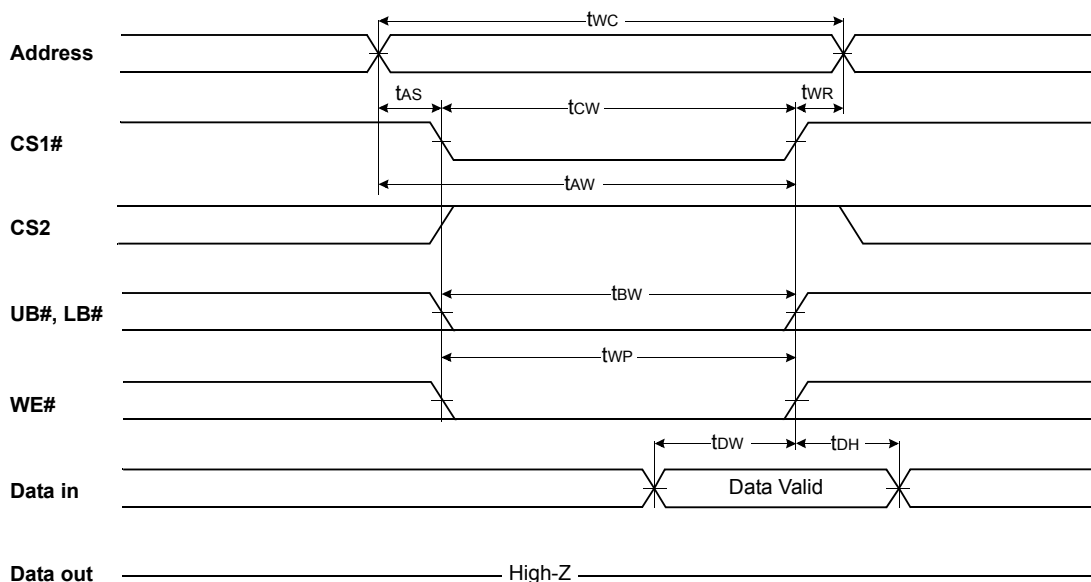 tWC
Address
tAS
tCW
tWR
CS1#
tAW
CS2
tBW
UB#, LB#
tWP
WE#
tDW
tDH
Data in
Data Valid
Data out
High-Z